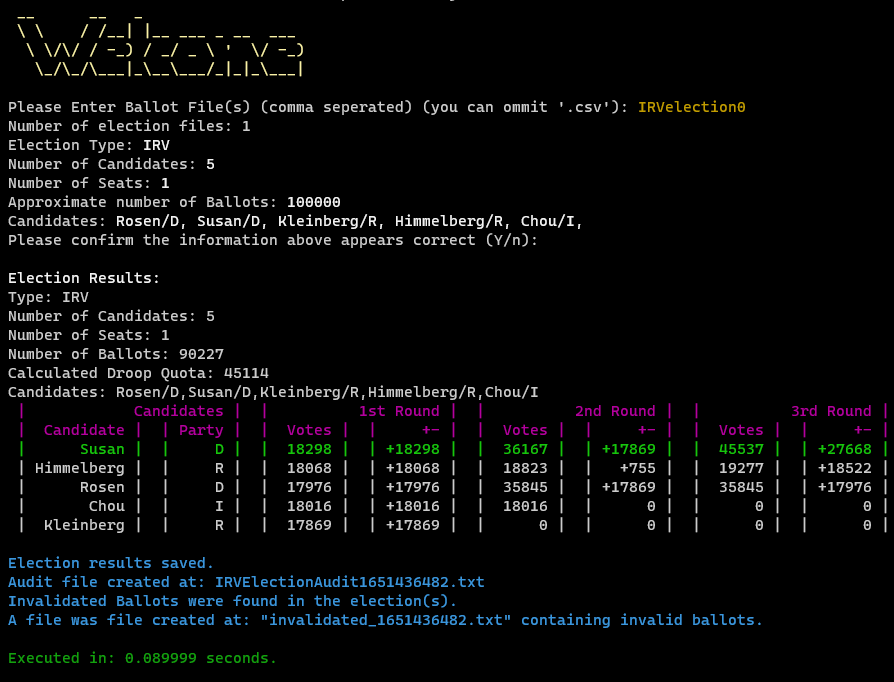 Welcome
Please Enter Ballot File(s) (comma seperated) (you can ommit '.csv'): IRVelection0
Number of election files: 1
Election Type: IRV
Number of Candidates: 5
Number of Seats: 1
Approximate number of Ballots: 100000
Candidates: Rosen/D, Susan/D, Kleinberg/R, Himmelberg/R, Chou/I,
Please confirm the information above appears correct (Y/n):
Election Results:
Type: IRV
Number of Candidates: 5
Number of Seats: 1
Number of Ballots: 90227
Calculated Droop Quota: 45114
Candidates: Rosen/D,Susan/D,Kleinberg/R,Himmelberg/R,Chou/I
| Candidates | | 1st Round | | 2nd Round | | 3rd Round |
| Candidate | | Party | | Votes | | +- | | Votes | | +- | | Votes | | +- |
| Susan | | D | | 18298 | | +18298 | | 36167 | | +17869 | | 45537 | | +27668 |
| Himmelberg | | R | | 18068 | | +18068 | | 18823 | | +755 | | 19277 | | +18522 |
| Rosen | | D | | 17976 | | +17976 | | 35845 | | +17869 | | 35845 | | +17976 |
| Chou | | I | | 18016 | | +18016 | | 18016 | | 0 | | 0 | | 0 |
| Kleinberg | | R | | 17869 | | +17869 | | 0 | | 0 | | 0 | | 0 |
Election results saved.
Audit file created at: IRVElectionAudit1651436482.txt
Invalidated Ballots were found in the election(s).
A file was file created at: "invalidated_1651436482.txt" containing invalid ballots.
Executed in: 0.089999 seconds.